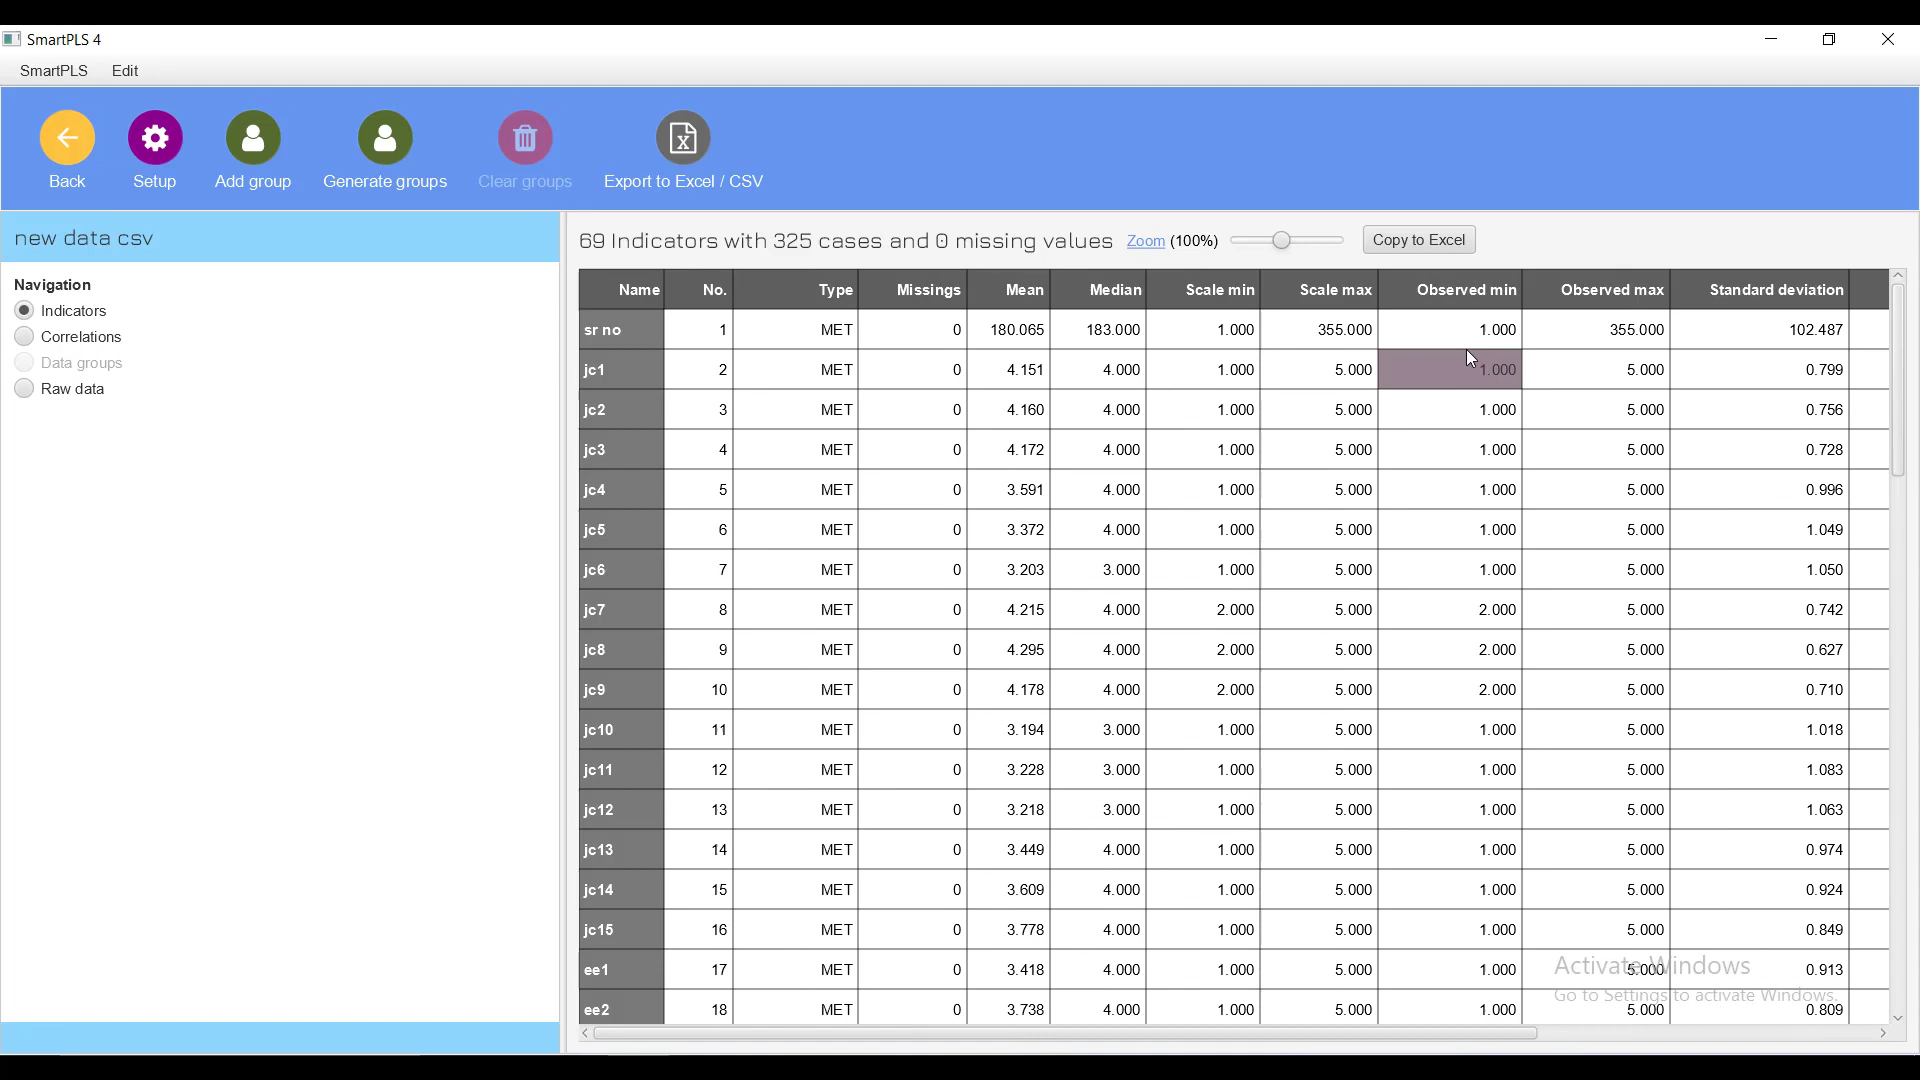 SmartPLS 4
SmartPLS Edit
Back Setup Add group Generate groups Clear groups Export to Excel / CSV
new data csv
Navigation
Indicators
Correlations
Data groups
Raw data
69 Indicators with 325 cases and 0 missing values Zoom (100%) Copy to Excel
Name No. Type Missings Mean Median Scale min Scale max Observed min Observed max Standard deviation
sr no 1 MET 0 180.065 183.000 1.000 355.000 1.000 355.000 102.487
jc1 2 MET 0 4.151 4.000 1.000 5.000 1.000 5.000 0.799
jc2 3 MET 0 4.160 4.000 1.000 5.000 1.000 5.000 0.756
jc3 4 MET 0 4.172 4.000 1.000 5.000 1.000 5.000 0.728
jc4 5 MET 0 3.591 4.000 1.000 5.000 1.000 5.000 0.996
jc5 6 MET 0 3.372 4.000 1.000 5.000 1.000 5.000 1.049
jc6 7 MET 0 3.203 3.000 1.000 5.000 1.000 5.000 1.050
jc7 8 MET 0 4.215 4.000 2.000 5.000 2.000 5.000 0.742
jc8 9 MET 0 4.295 4.000 2.000 5.000 2.000 5.000 0.627
jc9 10 MET 0 4.178 4.000 2.000 5.000 2.000 5.000 0.710
jc10 11 MET 0 3.194 3.000 1.000 5.000 1.000 5.000 1.018
jc11 12 MET 0 3.228 3.000 1.000 5.000 1.000 5.000 1.083
jc12 13 MET 0 3.218 3.000 1.000 5.000 1.000 5.000 1.063
jc13 14 MET 0 3.449 4.000 1.000 5.000 1.000 5.000 0.974
jc14 15 MET 0 3.609 4.000 1.000 5.000 1.000 5.000 0.924
jc15 16 MET 0 3.778 4.000 1.000 5.000 1.000 5.000 0.849
ee1 17 MET 0 3.418 4.000 1.000 5.000 1.000 5.000 0.913
ee2 18 MET 0 3.738 4.000 1.000 5.000 1.000 5.000 0.809
Activate Windows
Go to Settings to activate Windows.